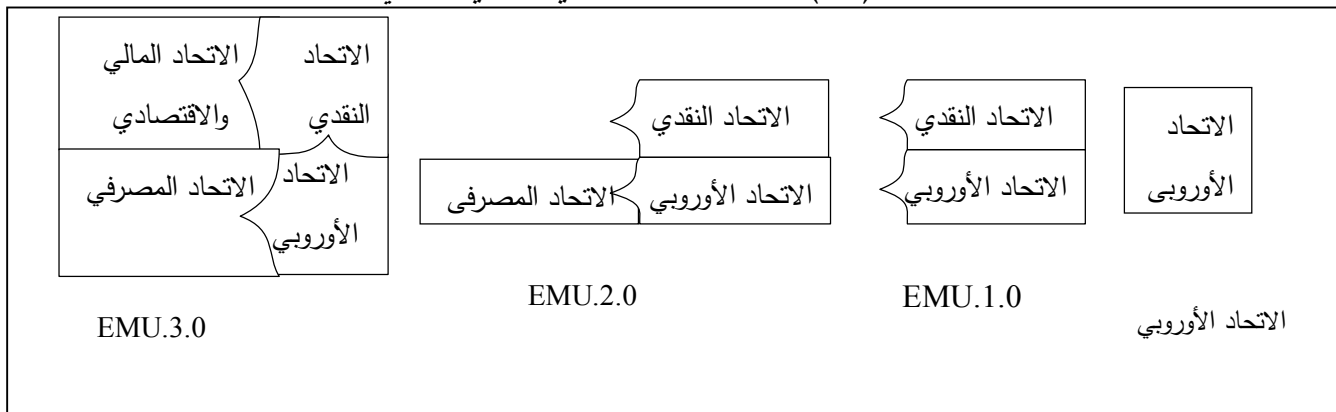 الاتحاد
الأوروبى
الاتحاد الأوروبي
الاتحاد النقدي
الاتحاد الأوروبي
EMU.1.0
الاتحاد النقدي
الاتحاد الأوروبي
الاتحاد المصرفى
EMU.2.0
الاتحاد
النقدي
الاتحاد المالي
والاقتصادي
الاتحاد
الأوروبي
الاتحاد المصرفي
EMU.3.0